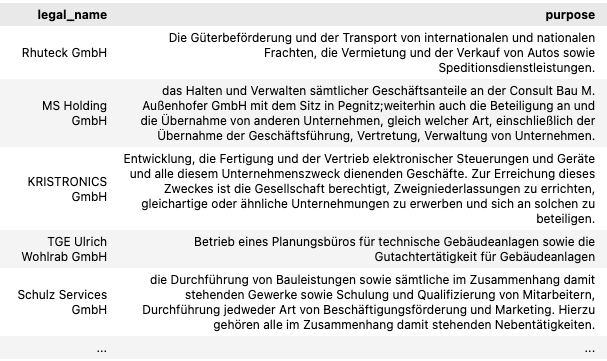 legal_name purpose
Rhuteck GmbH
Die Güterbeförderung und der Transport von internationalen und nationalen
Frachten, die Vermietung und der Verkauf von Autos sowie
Speditionsdienstleistungen.
MS Holding
GmbH
das Halten und Verwalten sämtlicher Geschäftsanteile an der Consult Bau M.
Außenhofer GmbH mit dem Sitz in Pegnitz;weiterhin auch die Beteiligung an und
die Übernahme von anderen Unternehmen, gleich welcher Art, einschließlich der
Übernahme der Geschäftsführung, Vertretung, Verwaltung von Unternehmen.
KRISTRONICS
GmbH
Entwicklung, die Fertigung und der Vertrieb elektronischer Steuerungen und Geräte
und alle diesem Unternehmenszweck dienenden Geschäfte. Zur Erreichung dieses
Zweckes ist die Gesellschaft berechtigt, Zweigniederlassungen zu errichten,
gleichartige oder ähnliche Unternehmungen zu erwerben und sich an solchen zu
beteiligen.
TGE Ulrich
Wohlrab GmbH
Betrieb eines Planungsbüros für technische Gebäudeanlagen sowie die
Gutachtertätigkeit für Gebäudeanlagen
Schulz Services
GmbH
die Durchführung von Bauleistungen sowie sämtliche im Zusammenhang damit
stehenden Gewerke sowie Schulung und Qualifizierung von Mitarbeitern,
Durchführung jedweder Art von Beschäftigungsförderung und Marketing. Hierzu
gehören alle im Zusammenhang damit stehenden Nebentätigkeiten.
... ...